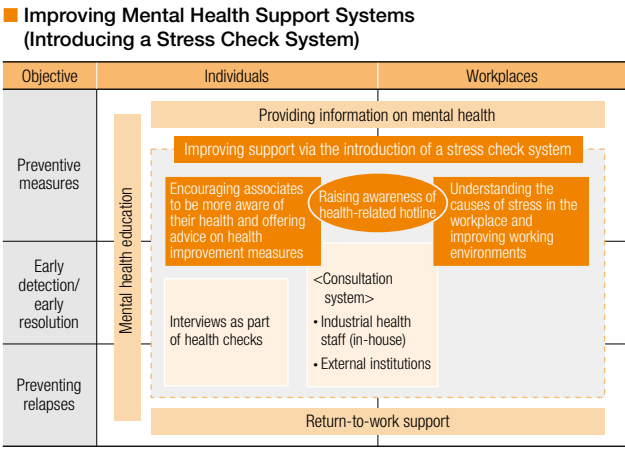 Improving Mental Health Support Systems
(Introducing a Stress Check System)
Objective
Individuals
Workplaces
Preventive
measures
Early
detection/
early
resolution
Preventing
relapses
Mental health education
Providing information on mental health
Improving support via the introduction of a stress check system
Encouraging associates
to be more aware of
their health and offering
advice on health
improvement measures
Raising awareness of
health-related hotline
Understanding the
causes of stress in the
workplace and
improving working
environments
Interviews as part
of health checks
<Consultation
system>
• Industrial health
staff (in-house)
• External institutions
Return-to-work support